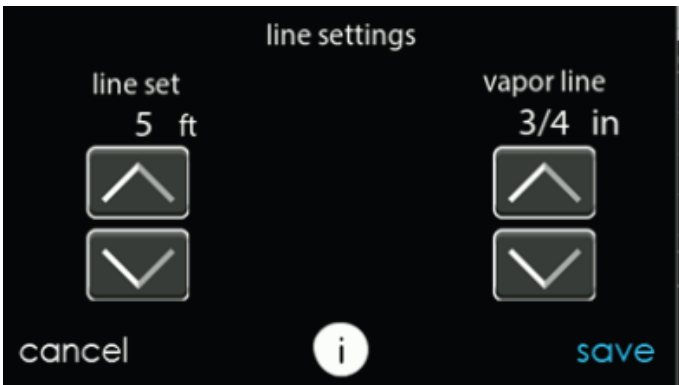 line settings
line set
5 ft
vapor line
3/4 in
cancel
i
save